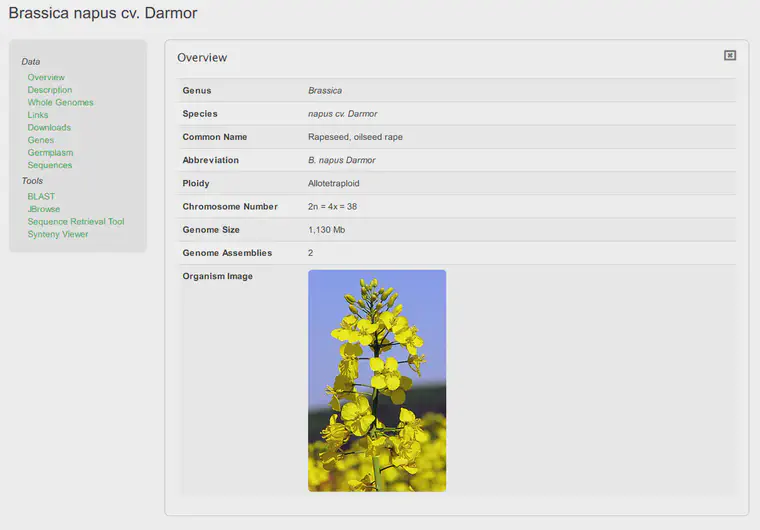 Brassica napus cv. Darmor
Data
Overview
Description
Whole Genomes
Links
Downloads
Genes
Germplasm
Sequences
Tools
BLAST
JBrowse
Sequence Retrieval Tool
Synteny Viewer
Overview
Genus Brassica
Species napus cv. Darmor
Common Name Rapeseed, oilseed rape
Abbreviation B. napus Darmor
Ploidy Allotetraploid
Chromosome Number 2n = 4x = 38
Genome Size 1,130 Mb
Genome Assemblies 2
Organism Image